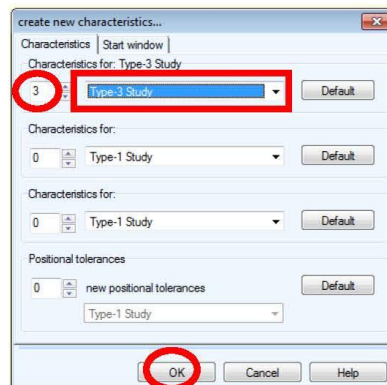 create new characteristics...
Characteristics Start window
Characteristics for: Type-3 Study
3 Type-3 Study Default
Characteristics for:
0 Type-1 Study Default
Characteristics for:
0 Type-1 Study Default
Positional tolerances
0 new positional tolerances Default
Type-1 Study
OK Cancel Help